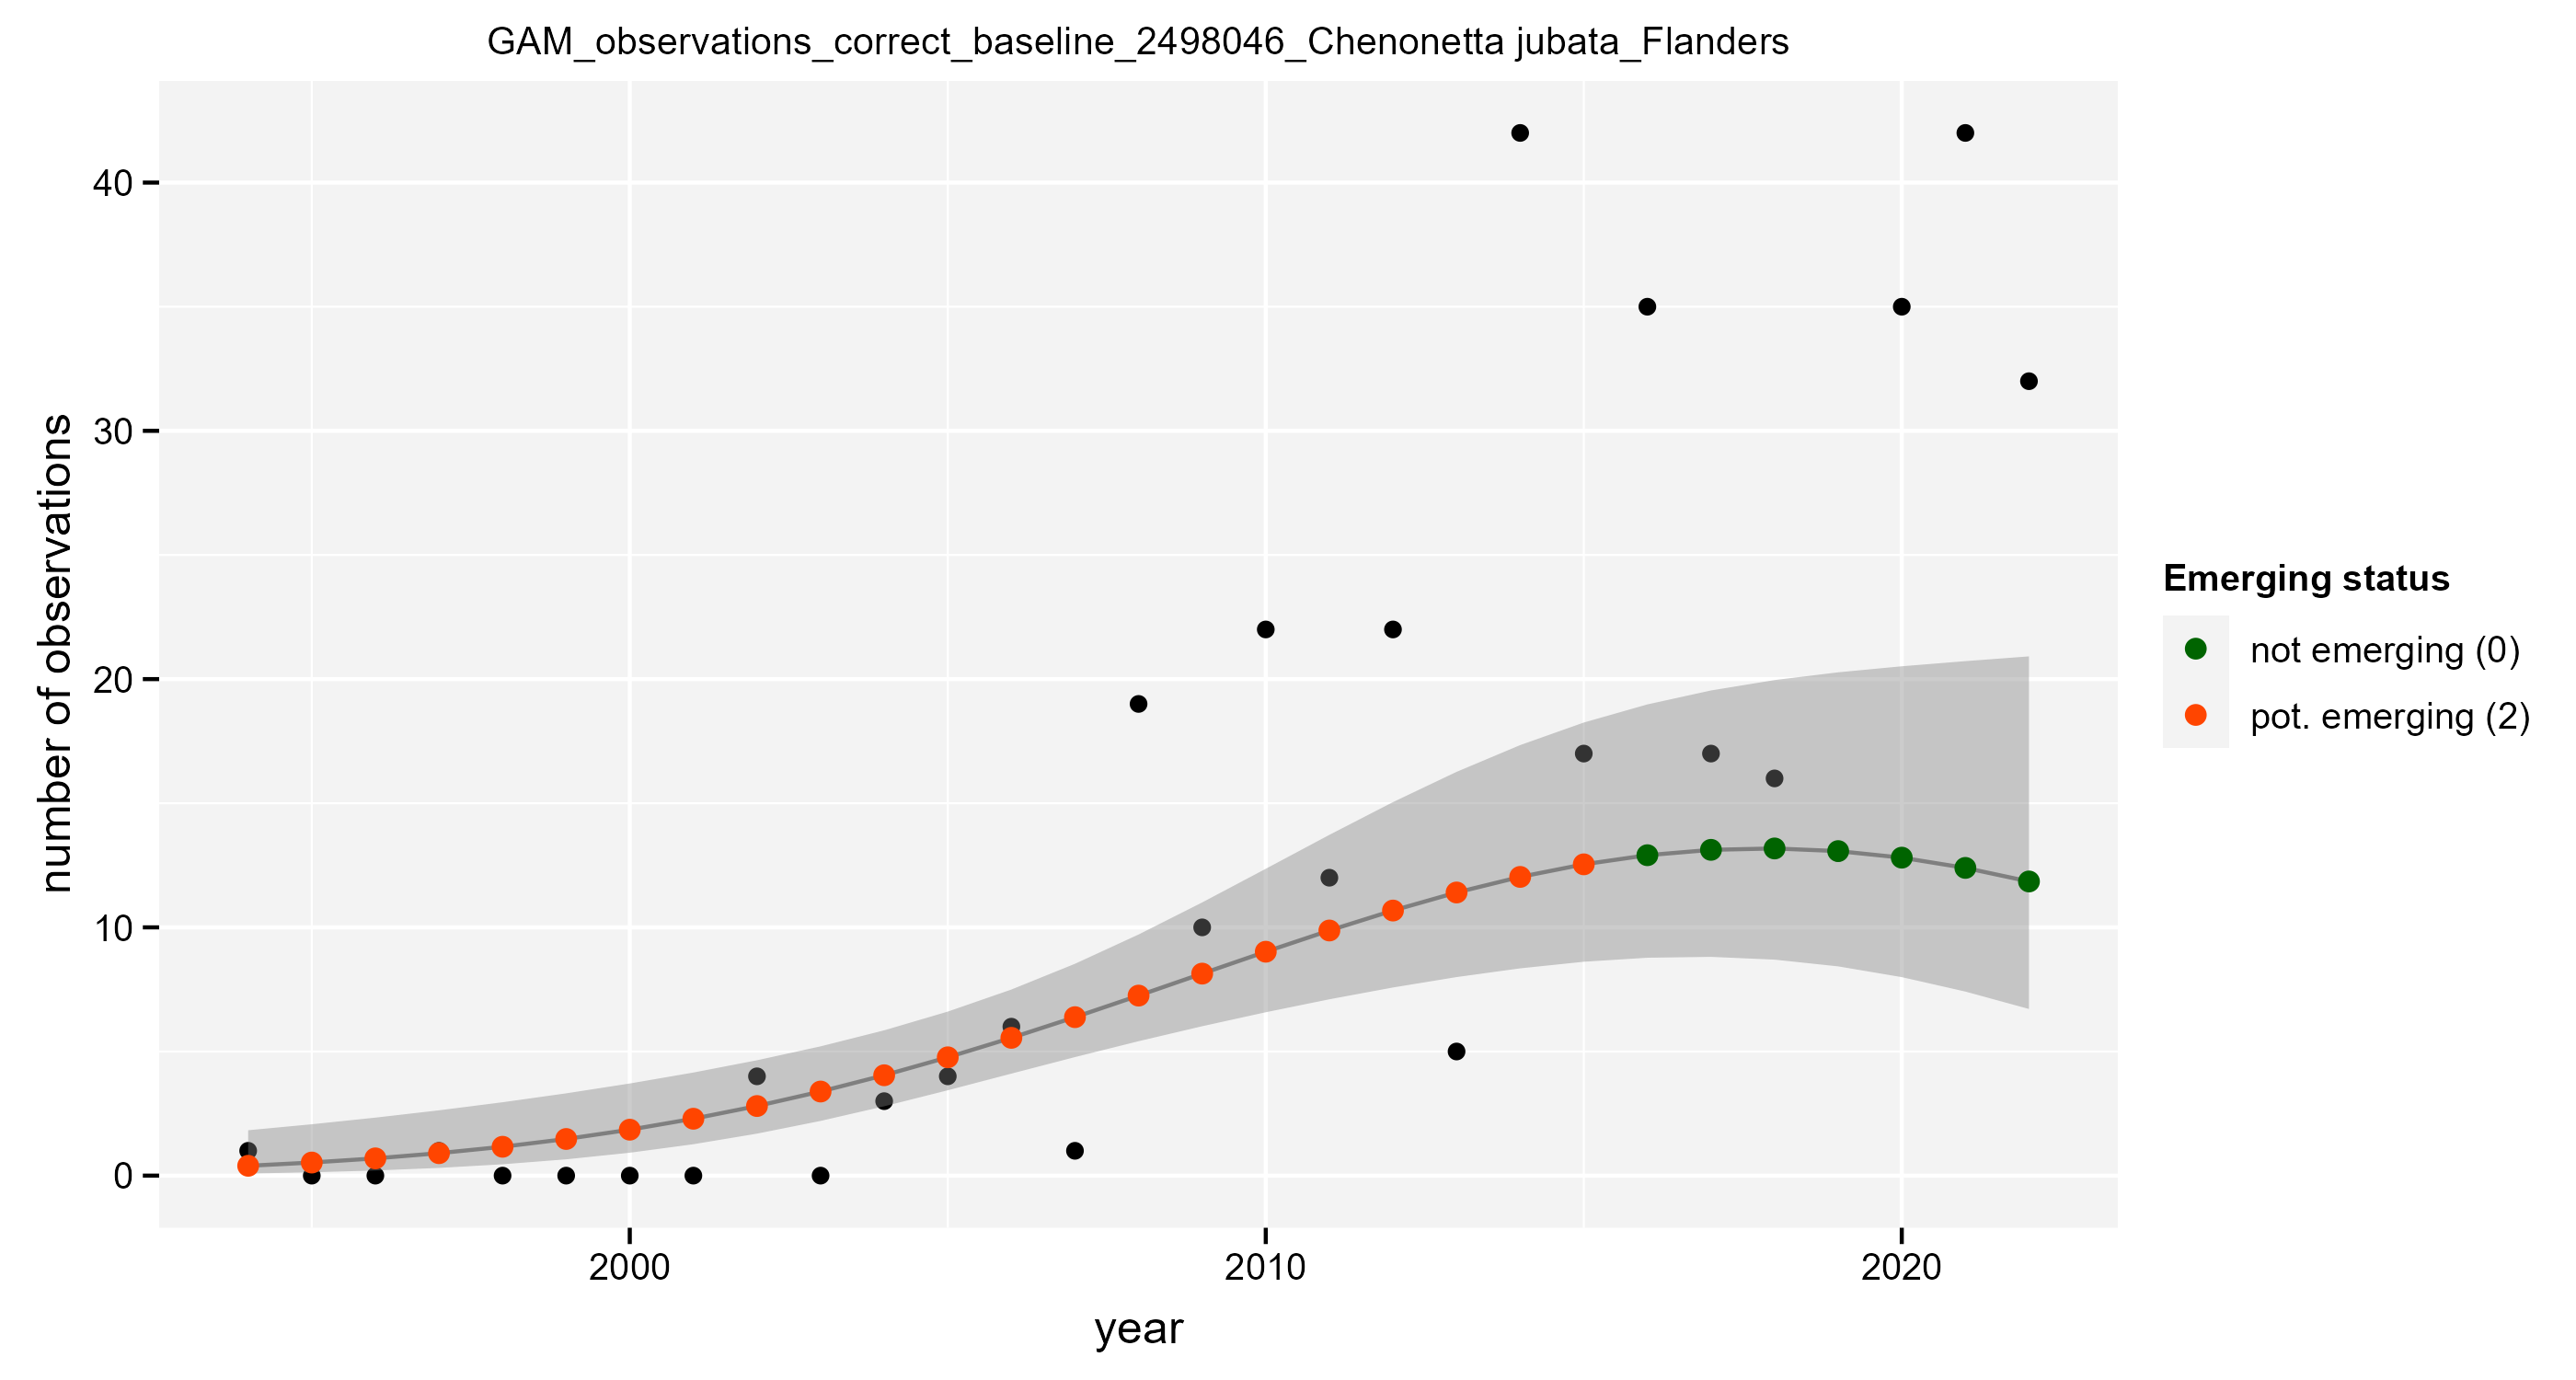 GAM_observations_correct_baseline_2498046_Chenonetta jubata_Flanders
number of observations
40
30
20
10
0
2000
2010
2020
year
Emerging status
not emerging (0)
pot. emerging (2)